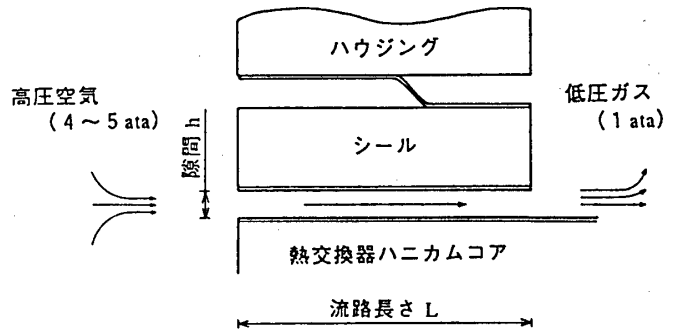 ハウジング
高圧空気
(4～5 ata)
低圧ガス
(1 ata)
シール
隙間 h
熱交換器ハニカムコア
流路長さ L